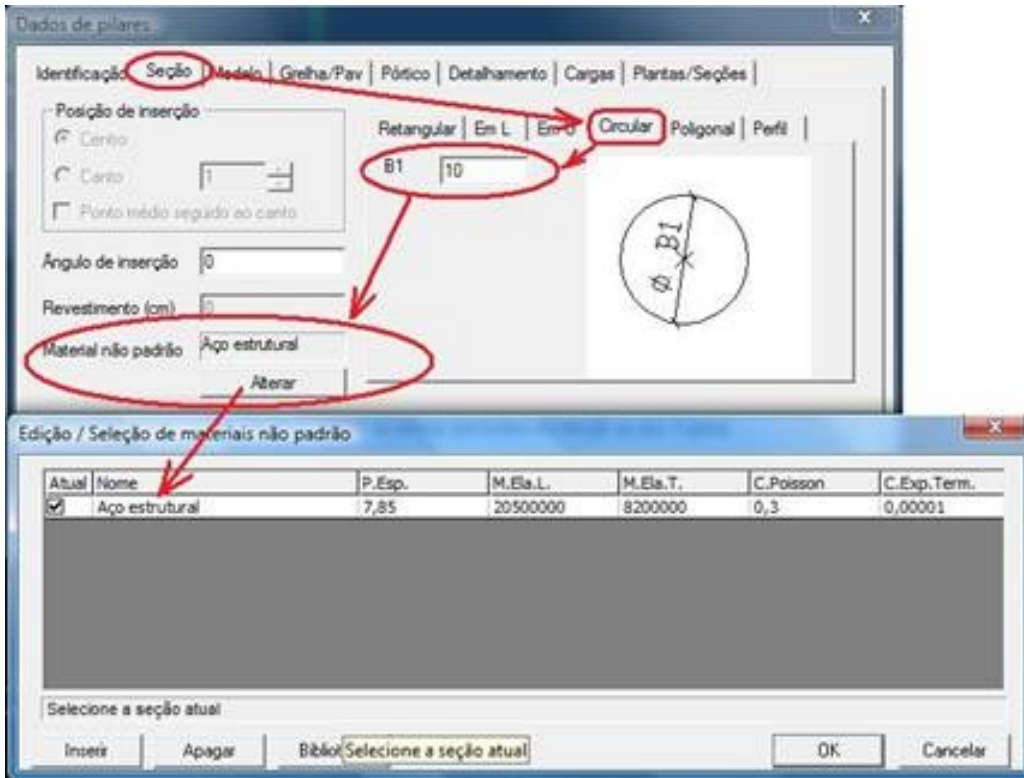 Dados de pilares
Identificação Seção Modelo Grelha/Pav Pórtico Detalhamento Cargas Plantas/Seções
Posição de inserção
Centro
Canto 1
Ponto médio seguido ao canto
Retangular Em L Em U Circular Poligonal Perfil
B1 10
ø B1
Ângulo de inserção 0
Revestimento (cm) 0
Material não padrão Aço estrutural
Alterar
Edição / Seleção de materiais não padrão
Atual Nome P.Esp. M.Ela.L. M.Ela.T. C.Poisson C.Exp.Term.
Aço estrutural 7,85 20500000 8200000 0,3 0,00001
Selecione a seção atual
Inserir Apagar Bibliot Selecione a seção atual OK Cancelar